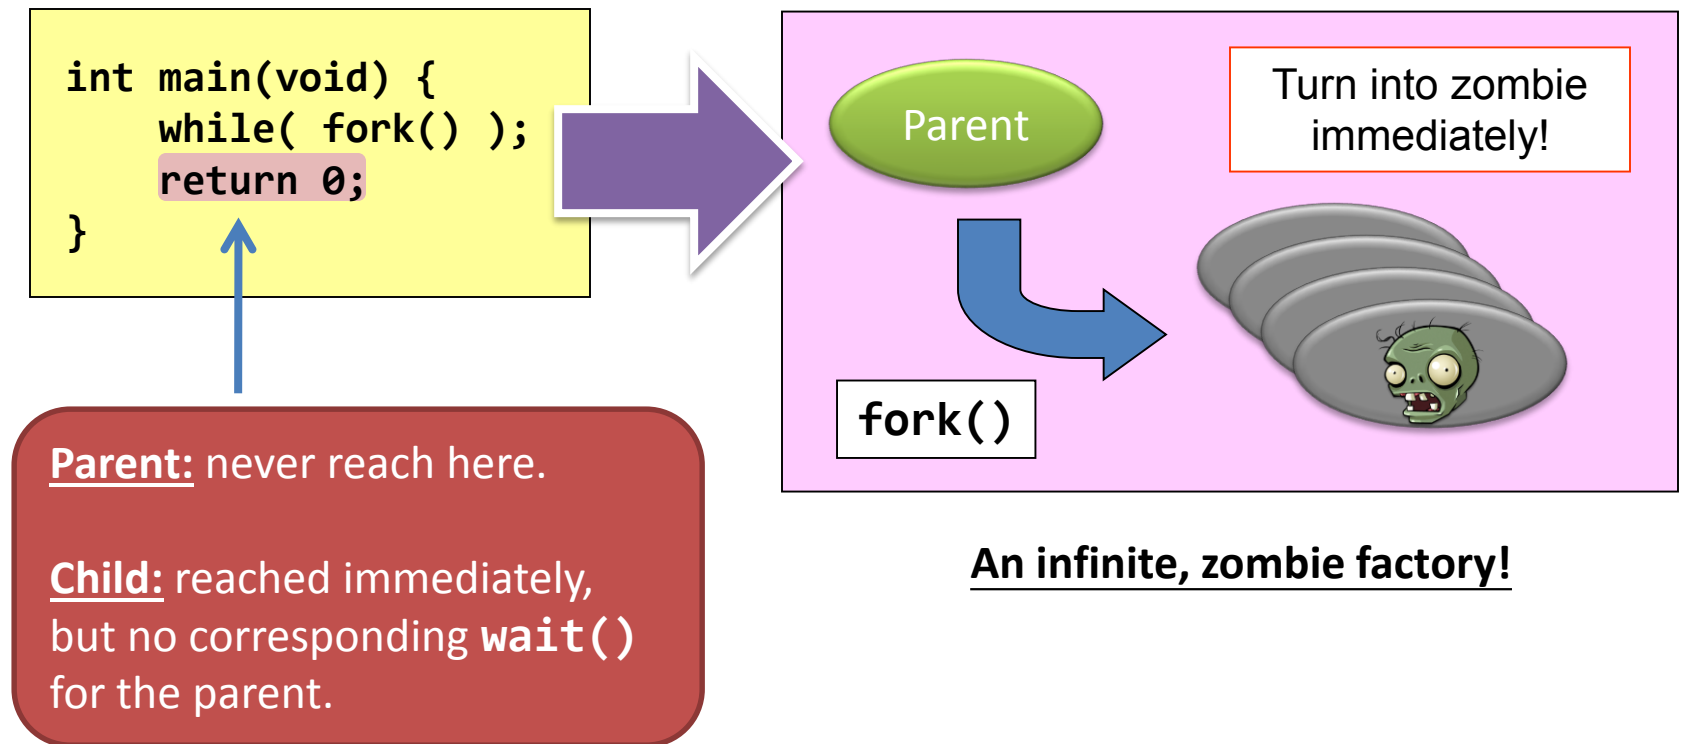 int main(void) {
while( fork() );
return 0;
}
Parent: never reach here.
Child: reached immediately,
but no corresponding wait()
for the parent.
Parent
Turn into zombie
immediately!
fork()
An infinite, zombie factory!